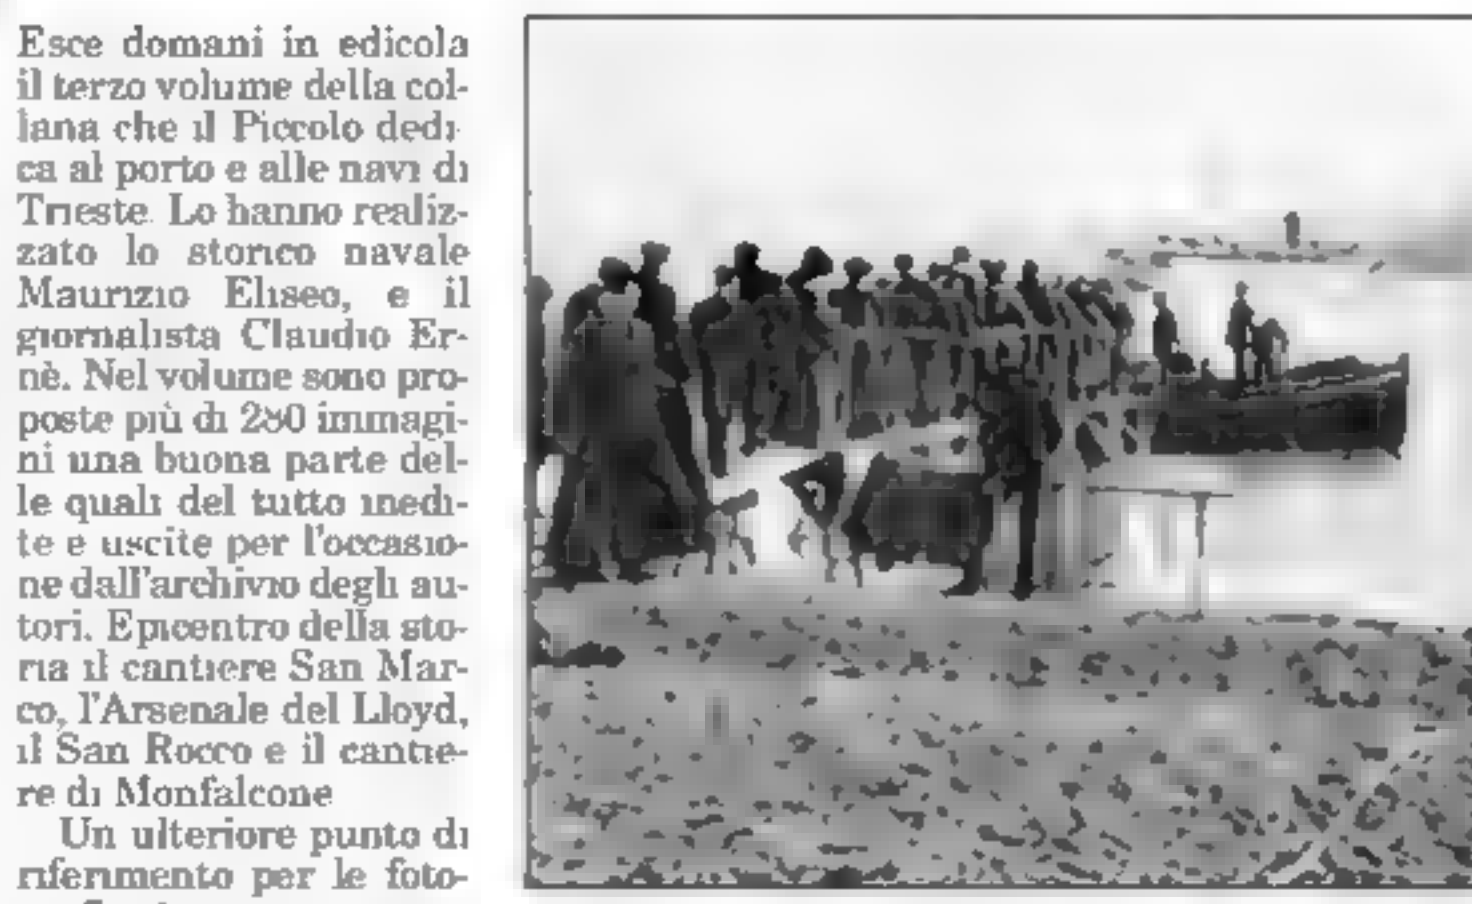 Esce domani in edicola
il terzo volume della col-
lana che il Piccolo dedi-
ca al porto e alle navi di
Trieste. Lo hanno realiz-
zato lo storico navale
Maurizio Eliseo, e il
giornalista Claudio Er-
nè. Nel volume sono pro-
poste più di 280 immagi-
ni una buona parte del-
le quali del tutto inedi-
te e uscite per l'occasio-
ne dall'archivio degli au-
tori. Epicentro della sto-
ria il cantiere San Mar-
co, l'Arsenale del Lloyd,
il San Rocco e il cantie-
re di Monfalcone
Un ulteriore punto di
riferimento per le foto-